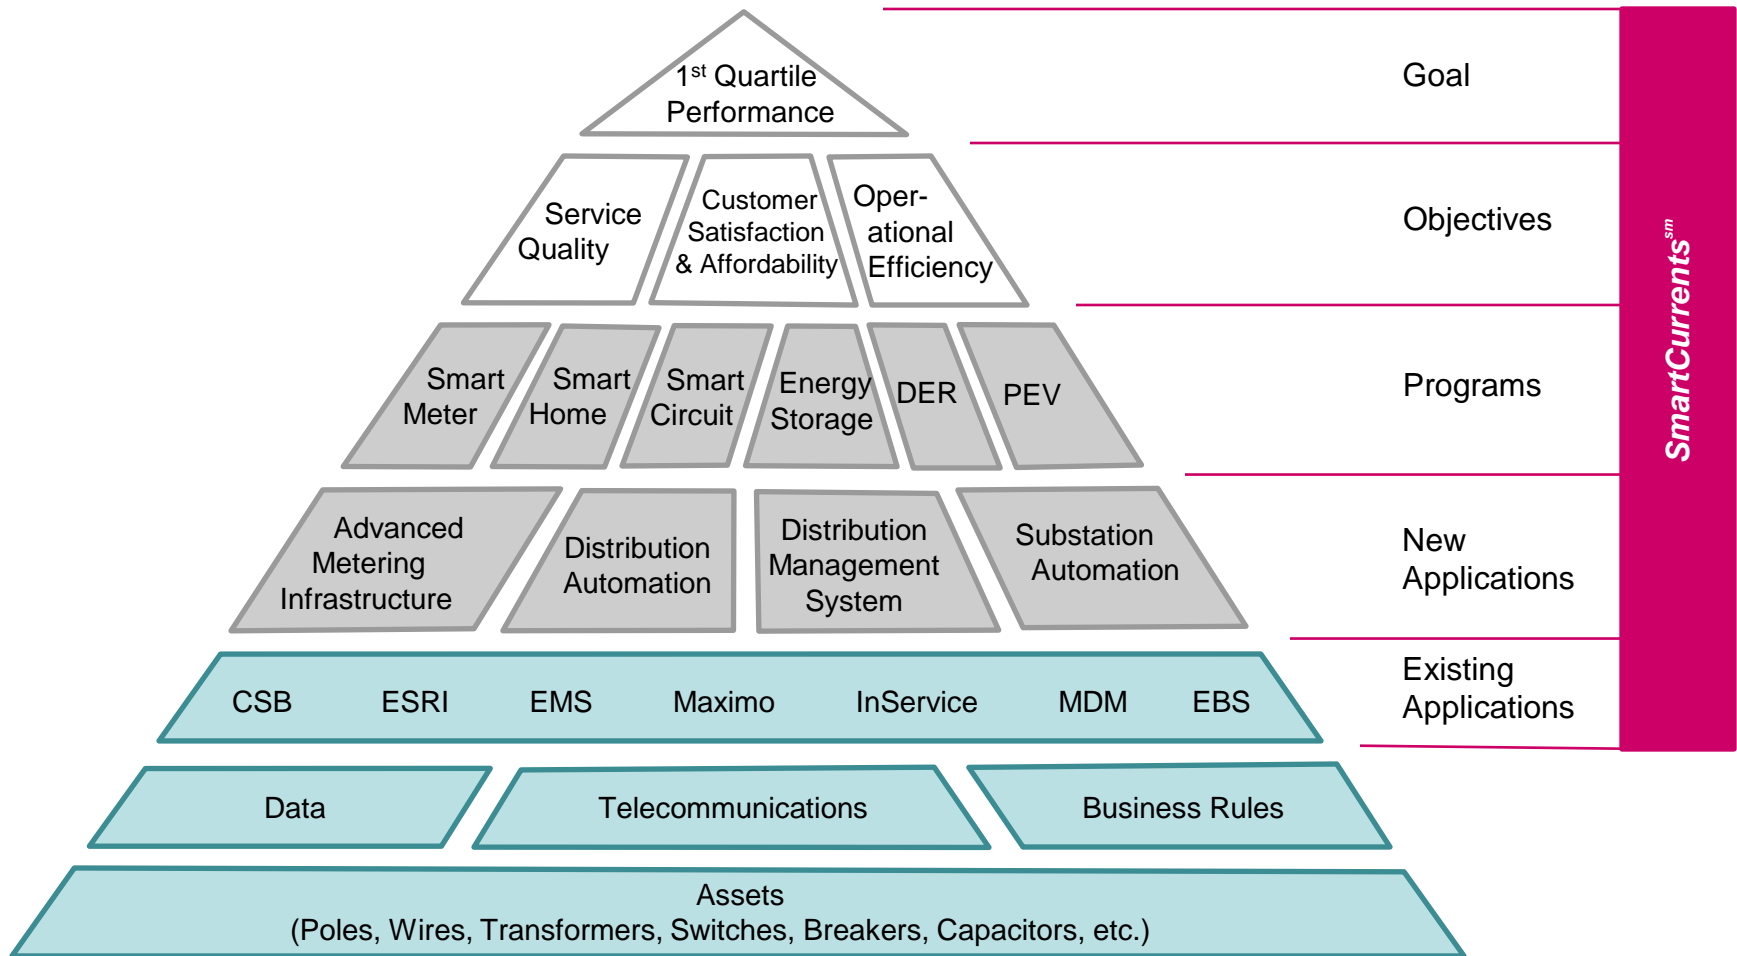 1st Quartile
Performance
Goal
Service
Quality
Customer
Satisfaction
& Affordability
Oper-
ational
Efficiency
Objectives
Smart
Meter
Smart
Home
Smart
Circuit
Energy
Storage
DER
PEV
Programs
Advanced
Metering
Infrastructure
Distribution
Automation
Distribution
Management
System
Substation
Automation
New
Applications
CSB ESRI EMS Maximo InService MDM EBS
Existing
Applications
SmartCurrents sm
Data
Telecommunications
Business Rules
Assets
(Poles, Wires, Transformers, Switches, Breakers, Capacitors, etc.)